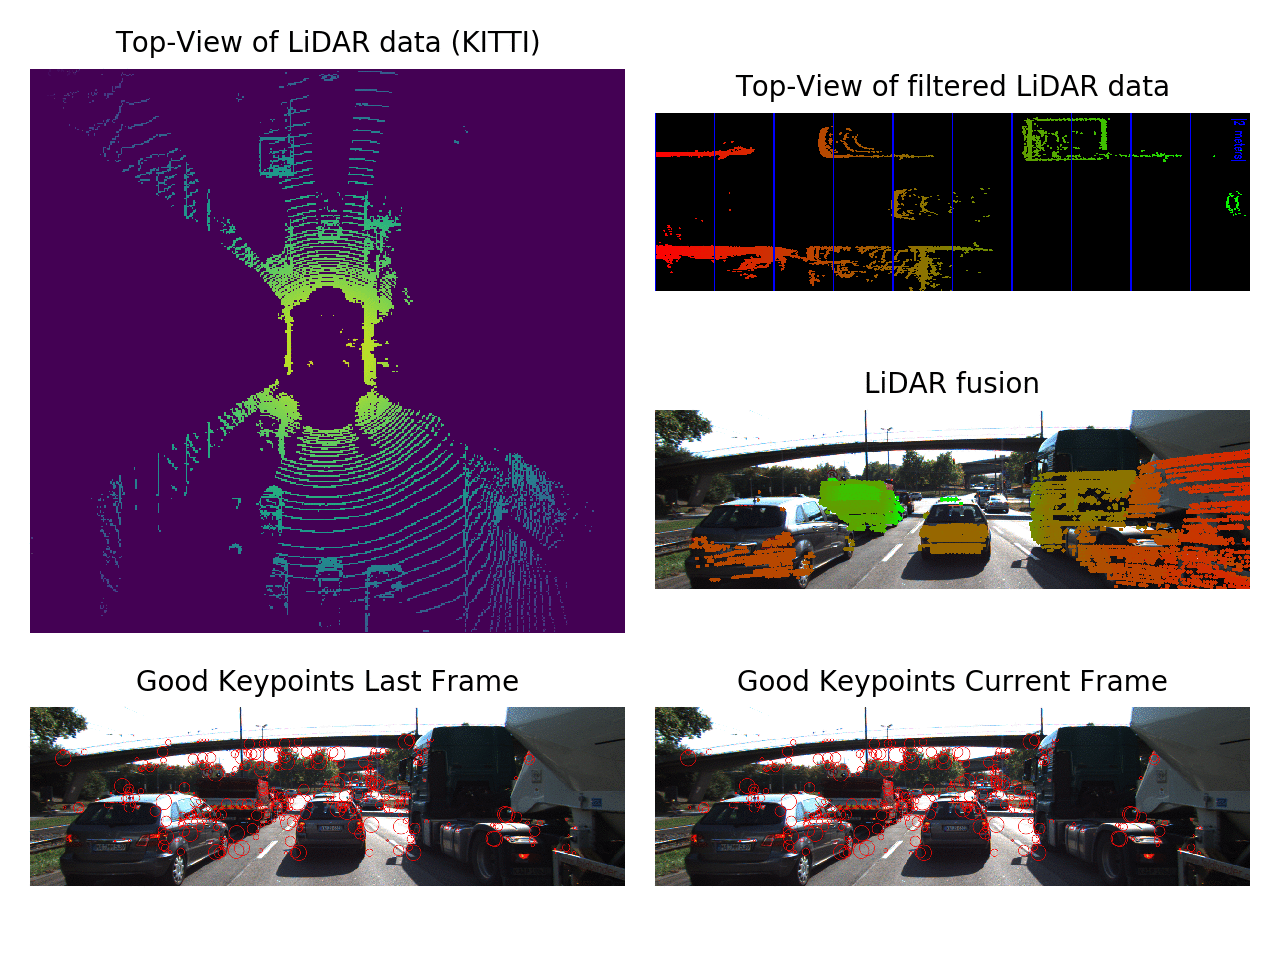 Top-View of LiDAR data (KITTI)
Top-View of filtered LiDAR data
LiDAR fusion
Good Keypoints Last Frame
Good Keypoints Current Frame